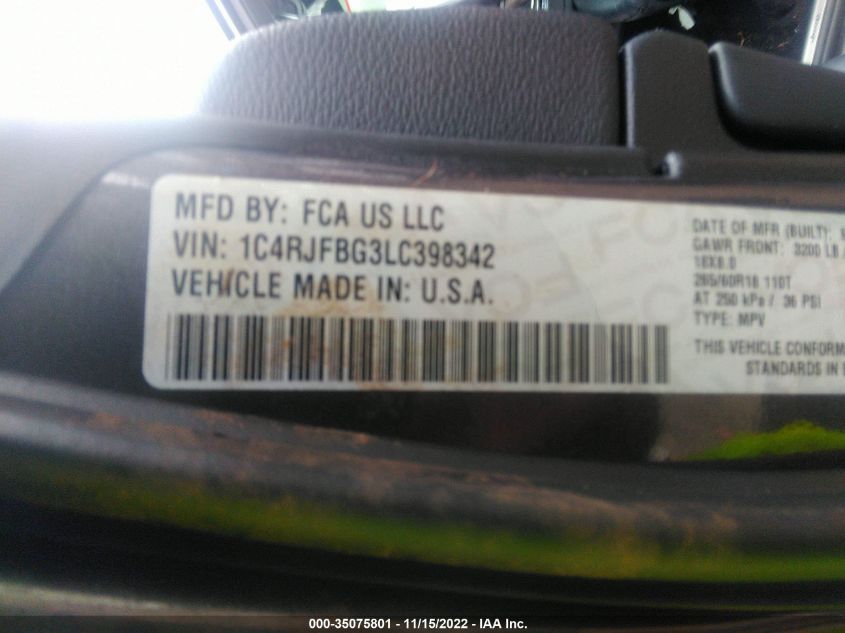 MFD BY: FCA US LLC
VIN: 1C4RJFBG3LC398342
VEHICLE MADE IN: U.S.A.
DATE OF MFR (BUILT):
GAWR FRONT: 3200 LB
18X8.0
265/60R18 110T
AT 250 kPa / 36 PSI
TYPE: MPV
THIS VEHICLE CONFORM
STANDARDS IN
000-35075801 - 11/15/2022 - IAA Inc.